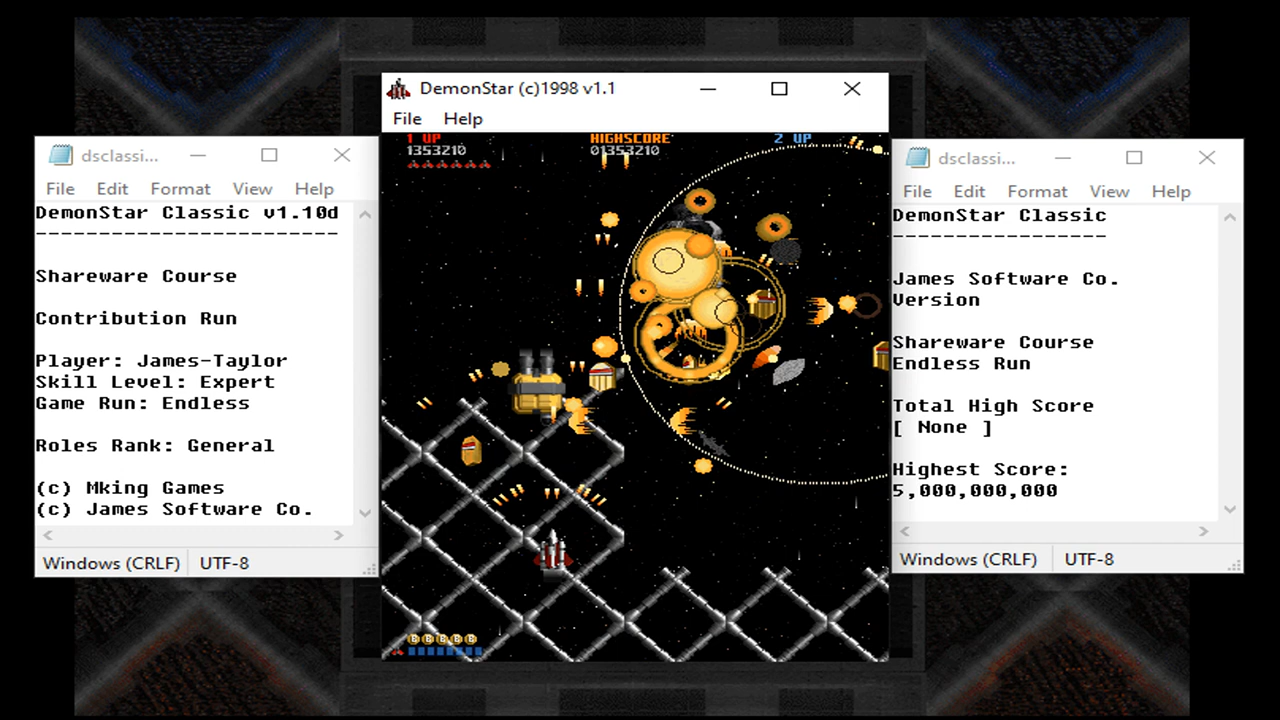 dsclassi...
File Edit Format View Help
DemonStar Classic v1.10d
------------------------
Shareware Course
Contribution Run
Player: James-Taylor
Skill Level: Expert
Game Run: Endless
Roles Rank: General
(c) Mking Games
(c) James Software Co.
Windows (CRLF) UTF-8
DemonStar (c)1998 v1.1
File Help
1 UP HIGHSCORE 2 UP
1353210 01353210
B B B B B
dsclassi...
File Edit Format View Help
DemonStar Classic
-----------------
James Software Co.
Version
Shareware Course
Endless Run
Total High Score
[ None ]
Highest Score:
5,000,000,000
Windows (CRLF) UTF-8